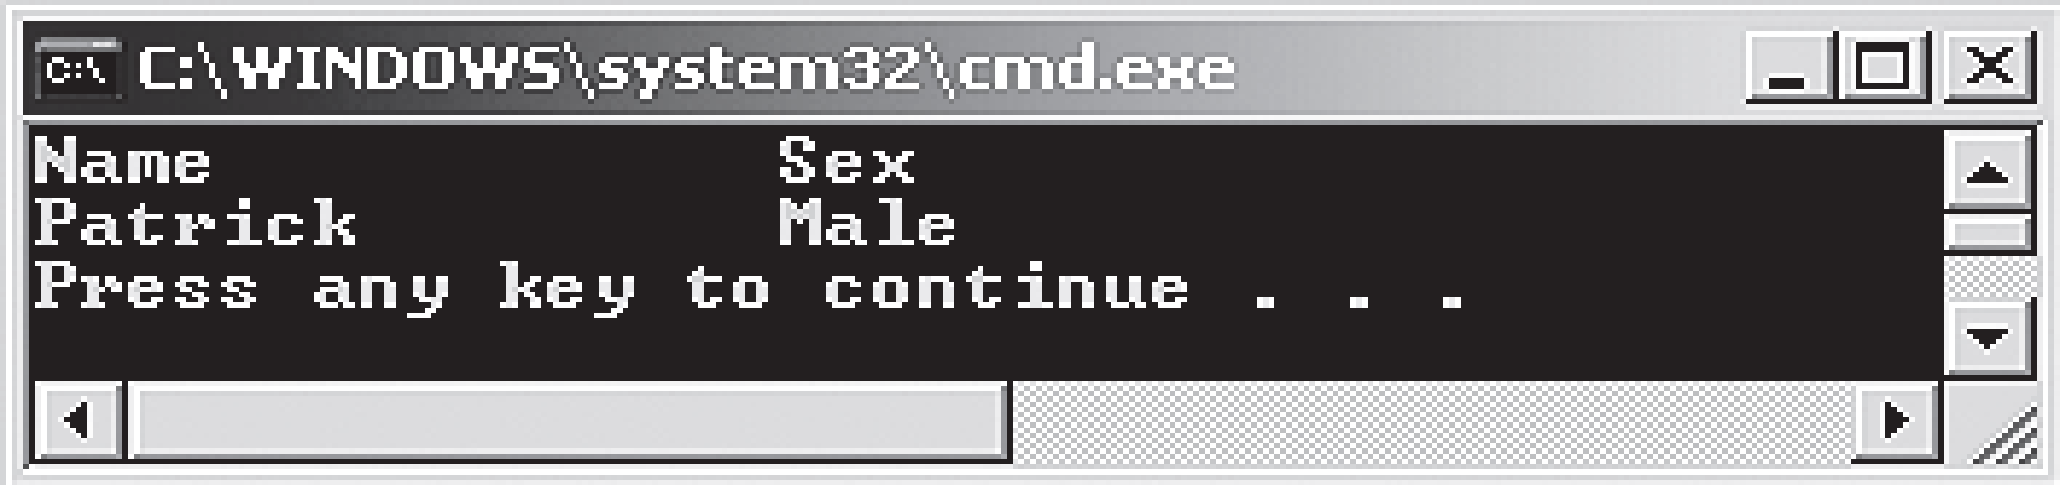 C:\WINDOWS\system32\cmd.exe
Name Sex
Patrick Male
Press any key to continue . . .